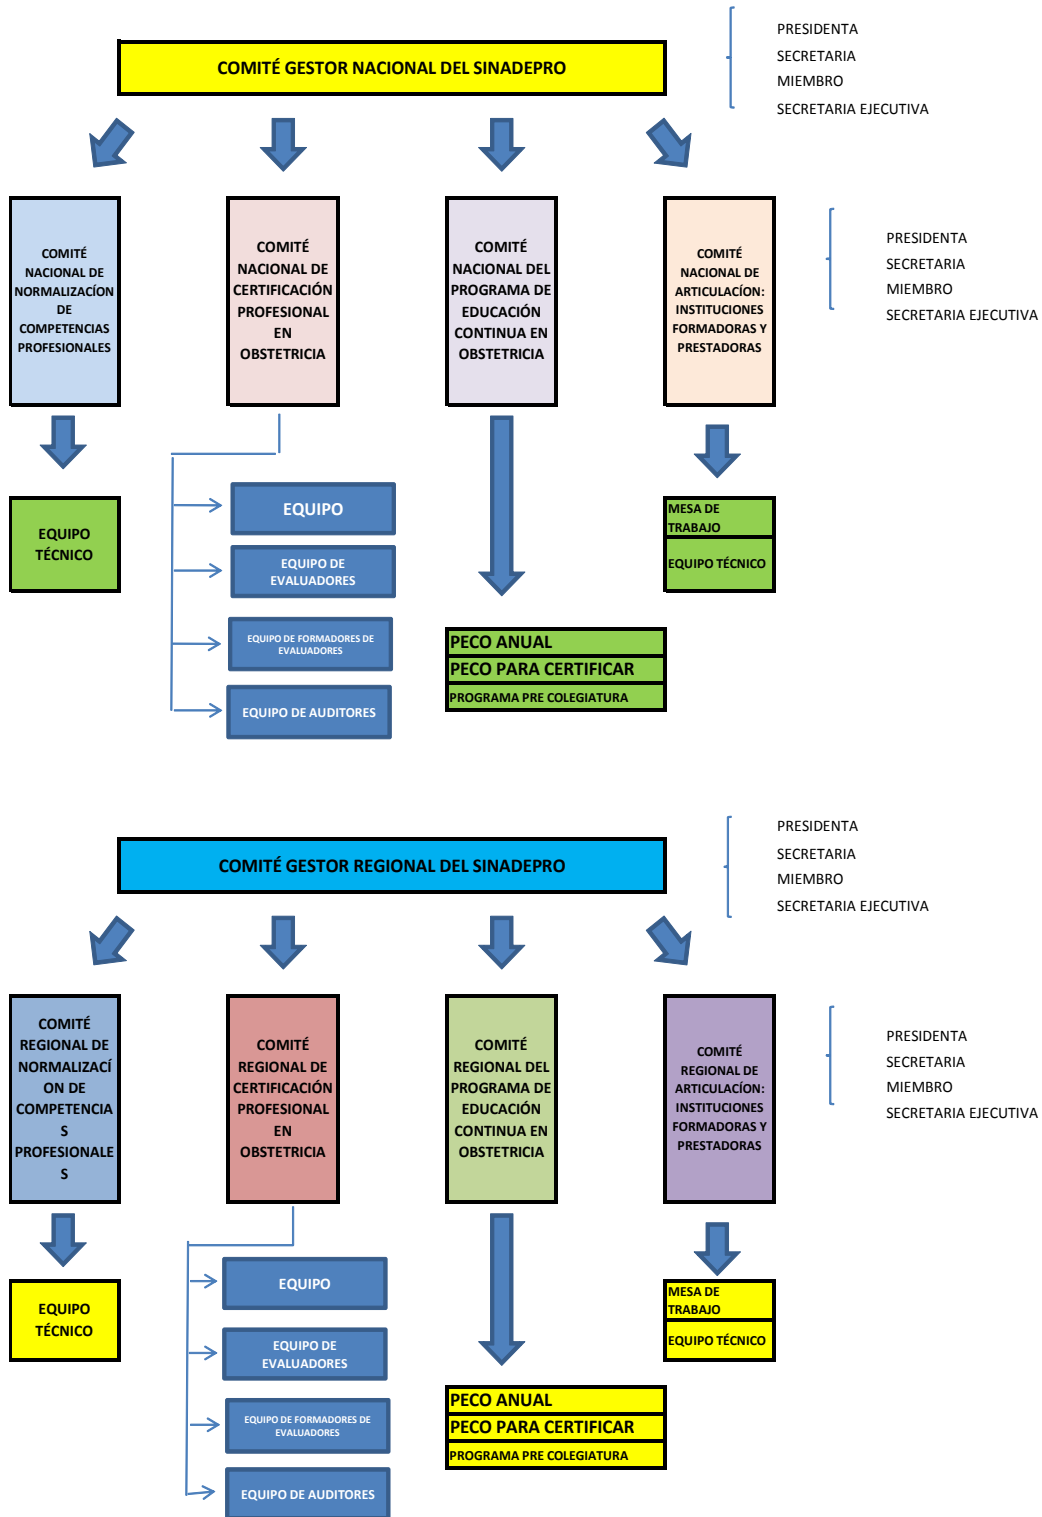 PRESIDENTA
SECRETARIA
MIEMBRO
SECRETARIA EJECUTIVA
COMITÉ GESTOR NACIONAL DEL SINADEPRO
COMITÉ
NACIONAL DE
NORMALIZACÍON
DE
COMPETENCIAS
PROFESIONALES
COMITÉ
NACIONAL DE
CERTIFICACIÓN
PROFESIONAL
EN
OBSTETRICIA
COMITÉ
NACIONAL DEL
PROGRAMA DE
EDUCACIÓN
CONTINUA EN
OBSTETRICIA
COMITÉ
NACIONAL DE
ARTICULACÍON:
INSTITUCIONES
FORMADORAS Y
PRESTADORAS
PRESIDENTA
SECRETARIA
MIEMBRO
SECRETARIA EJECUTIVA
EQUIPO
TÉCNICO
EQUIPO
EQUIPO DE
EVALUADORES
EQUIPO DE FORMADORES DE
EVALUADORES
EQUIPO DE AUDITORES
PECO ANUAL
PECO PARA CERTIFICAR
PROGRAMA PRE COLEGIATURA
MESA DE
TRABAJO
EQUIPO TÉCNICO
PRESIDENTA
SECRETARIA
MIEMBRO
SECRETARIA EJECUTIVA
COMITÉ GESTOR REGIONAL DEL SINADEPRO
COMITÉ
REGIONAL DE
NORMALIZACÍ
ON DE
COMPETENCIA
S
PROFESIONALE
S
COMITÉ
REGIONAL DE
CERTIFICACIÓN
PROFESIONAL
EN
OBSTETRICIA
COMITÉ
REGIONAL DEL
PROGRAMA DE
EDUCACIÓN
CONTINUA EN
OBSTETRICIA
COMITÉ
REGIONAL DE
ARTICULACÍON:
INSTITUCIONES
FORMADORAS Y
PRESTADORAS
PRESIDENTA
SECRETARIA
MIEMBRO
SECRETARIA EJECUTIVA
EQUIPO
TÉCNICO
EQUIPO
EQUIPO DE
EVALUADORES
EQUIPO DE FORMADORES DE
EVALUADORES
EQUIPO DE AUDITORES
PECO ANUAL
PECO PARA CERTIFICAR
PROGRAMA PRE COLEGIATURA
MESA DE
TRABAJO
EQUIPO TÉCNICO